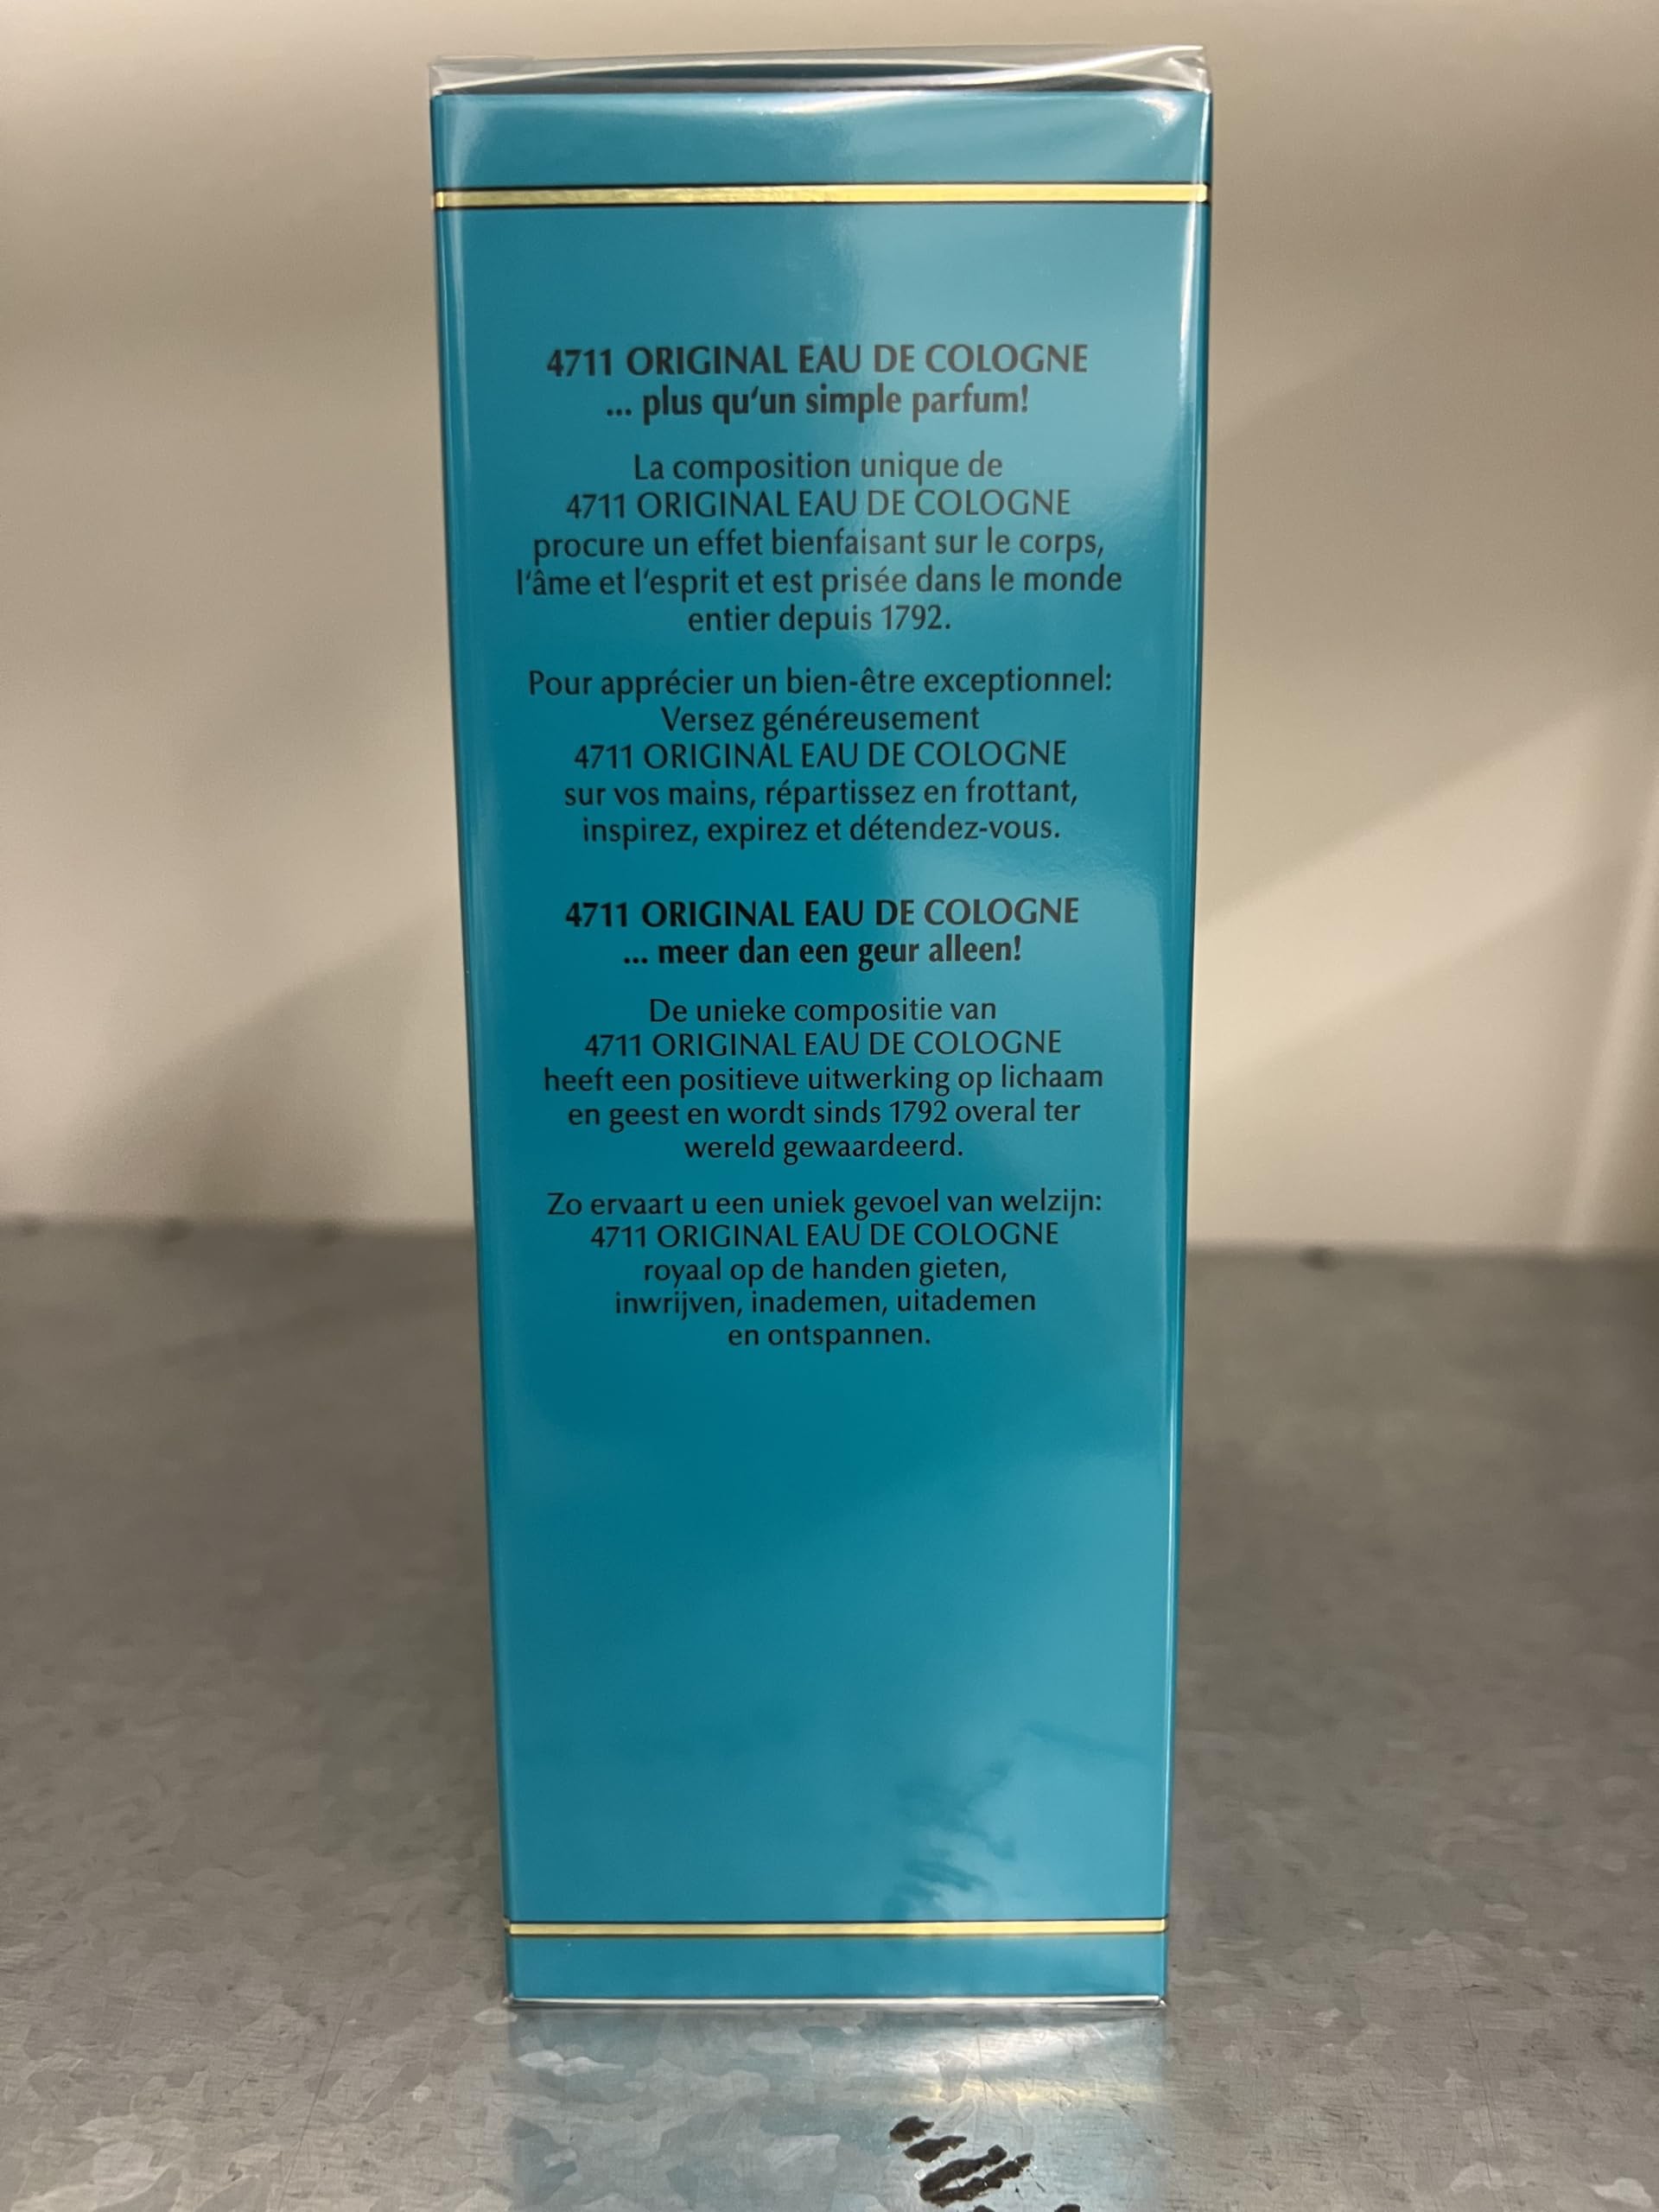 4711 ORIGINAL EAU DE COLOGNE
... plus qu‘un simple parfum!
La composition unique de
4711 ORIGINAL EAU DE COLOGNE
procure un effet bienfaisant sur le corps,
l‘âme et l‘esprit et est prisée dans le monde
entier depuis 1792.
Pour apprécier un bien-être exceptionnel:
Versez généreusement
4711 ORIGINAL EAU DE COLOGNE
sur vos mains, répartissez en frottant,
inspirez, expirez et détendez-vous.
4711 ORIGINAL EAU DE COLOGNE
... meer dan een geur alleen!
De unieke compositie van
4711 ORIGINAL EAU DE COLOGNE
heeft een positieve uitwerking op lichaam
en geest en wordt sinds 1792 overal ter
wereld gewaardeerd.
Zo ervaart u een uniek gevoel van welzijn:
4711 ORIGINAL EAU DE COLOGNE
royaal op de handen gieten,
inwrijven, inademen, uitademen
en ontspannen.